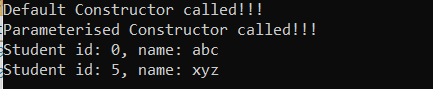 Default Constructor called!!!
Parameterised Constructor called!!!
Student id: 0, name: abc
Student id: 5, name: xyz